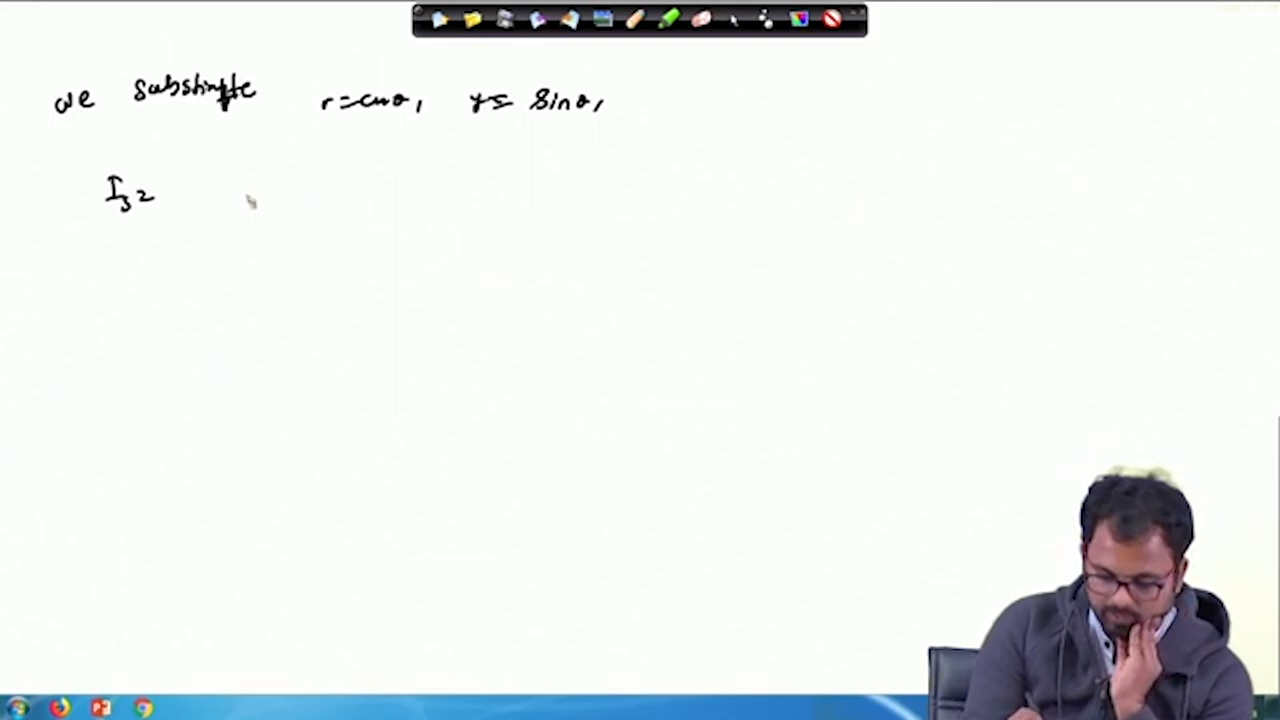 We substitute r=cosθ, y= sinθ,
I₃ =